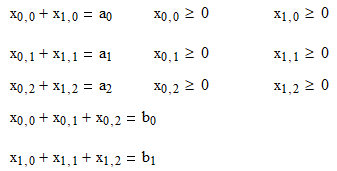 x0,0 + x1,0 = a0 x0,0 ≥ 0 x1,0 ≥ 0
x0,1 + x1,1 = a1 x0,1 ≥ 0 x1,1 ≥ 0
x0,2 + x1,2 = a2 x0,2 ≥ 0 x1,2 ≥ 0
x0,0 + x0,1 + x0,2 = b0
x1,0 + x1,1 + x1,2 = b1